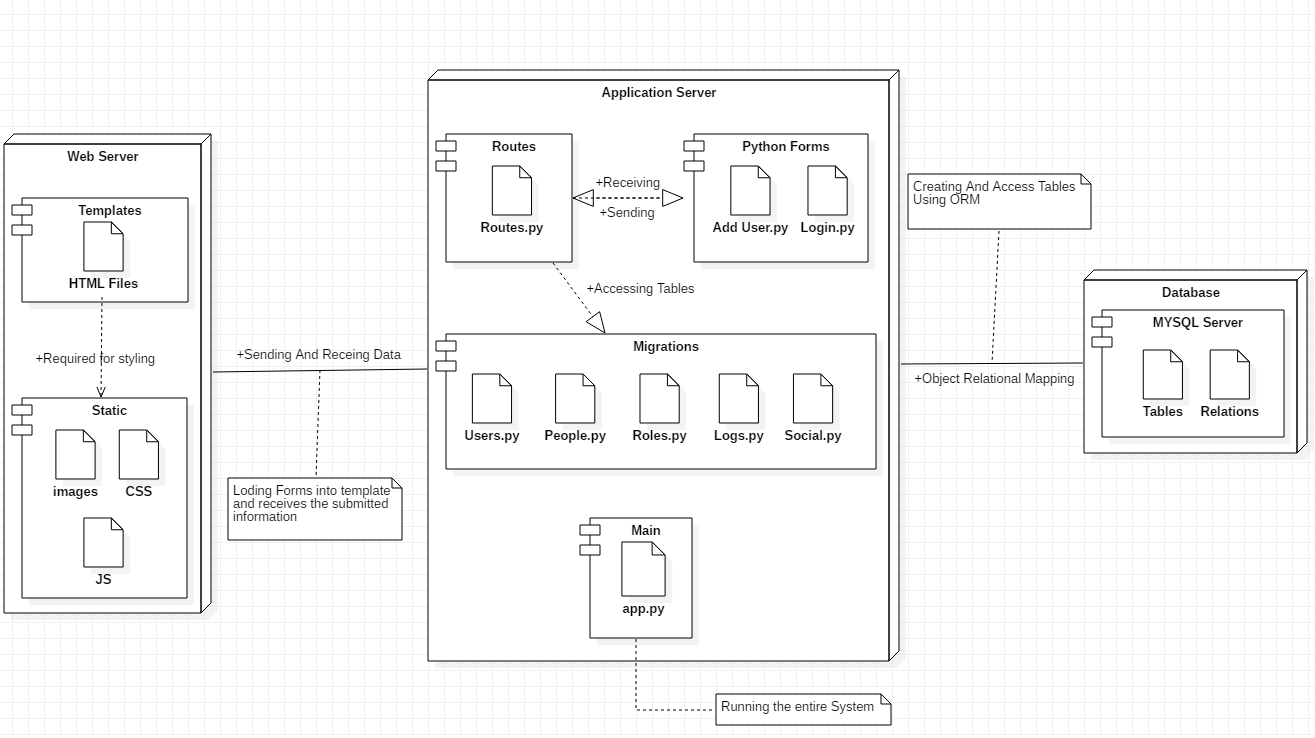 Web Server
Templates
HTML Files
+Required for styling
Static
images
CSS
JS
+Sending And Receing Data
Loding Forms into template
and receives the submitted
information
Application Server
Routes
Routes.py
+Receiving
+Sending
Python Forms
Add User.py
Login.py
+Accessing Tables
Migrations
Users.py
People.py
Roles.py
Logs.py
Social.py
Main
app.py
Running the entire System
Creating And Access Tables
Using ORM
+Object Relational Mapping
Database
MYSQL Server
Tables
Relations